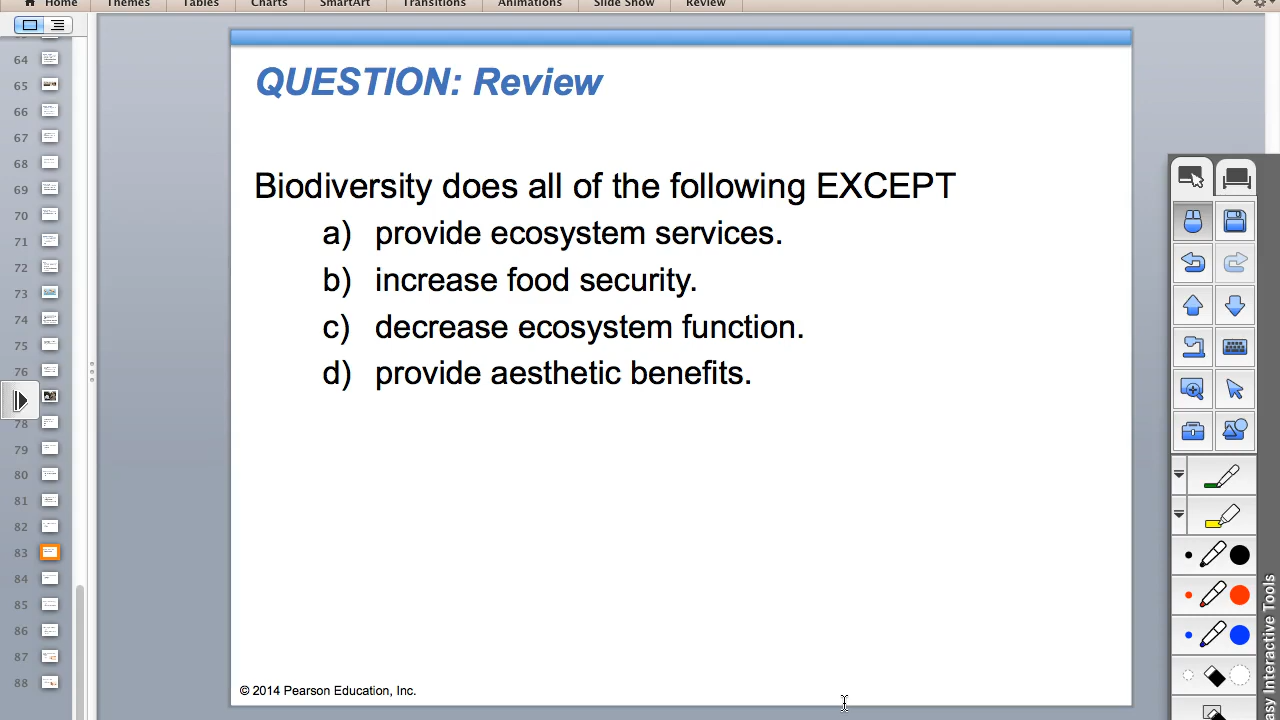 Home Themes Tables Charts SmartArt Transitions Animations Slide Show Review
QUESTION: Review
Biodiversity does all of the following EXCEPT
a) provide ecosystem services.
b) increase food security.
c) decrease ecosystem function.
d) provide aesthetic benefits.
© 2014 Pearson Education, Inc.
64
65
66
67
68
69
70
71
72
73
74
75
76
78
79
80
81
82
83
84
85
86
87
88
Interactive Tools